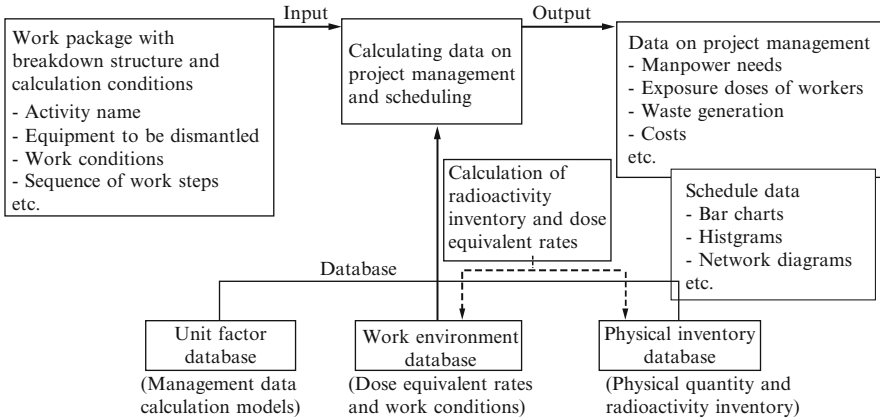 Input
Output
Work package with
breakdown structure and
calculation conditions
- Activity name
- Equipment to be dismantled
- Work conditions
- Sequence of work steps
etc.
Calculating data on
project management
and scheduling
Data on project management
- Manpower needs
- Exposure doses of workers
- Waste generation
- Costs
etc.
Calculation of
radioactivity
inventory and dose
equivalent rates
Schedule data
- Bar charts
- Histgrams
- Network diagrams
etc.
Database
Unit factor
database
Work environment
database
Physical inventory
database
(Management data
calculation models)
(Dose equivalent rates
and work conditions)
(Physical quantity and
radioactivity inventory)